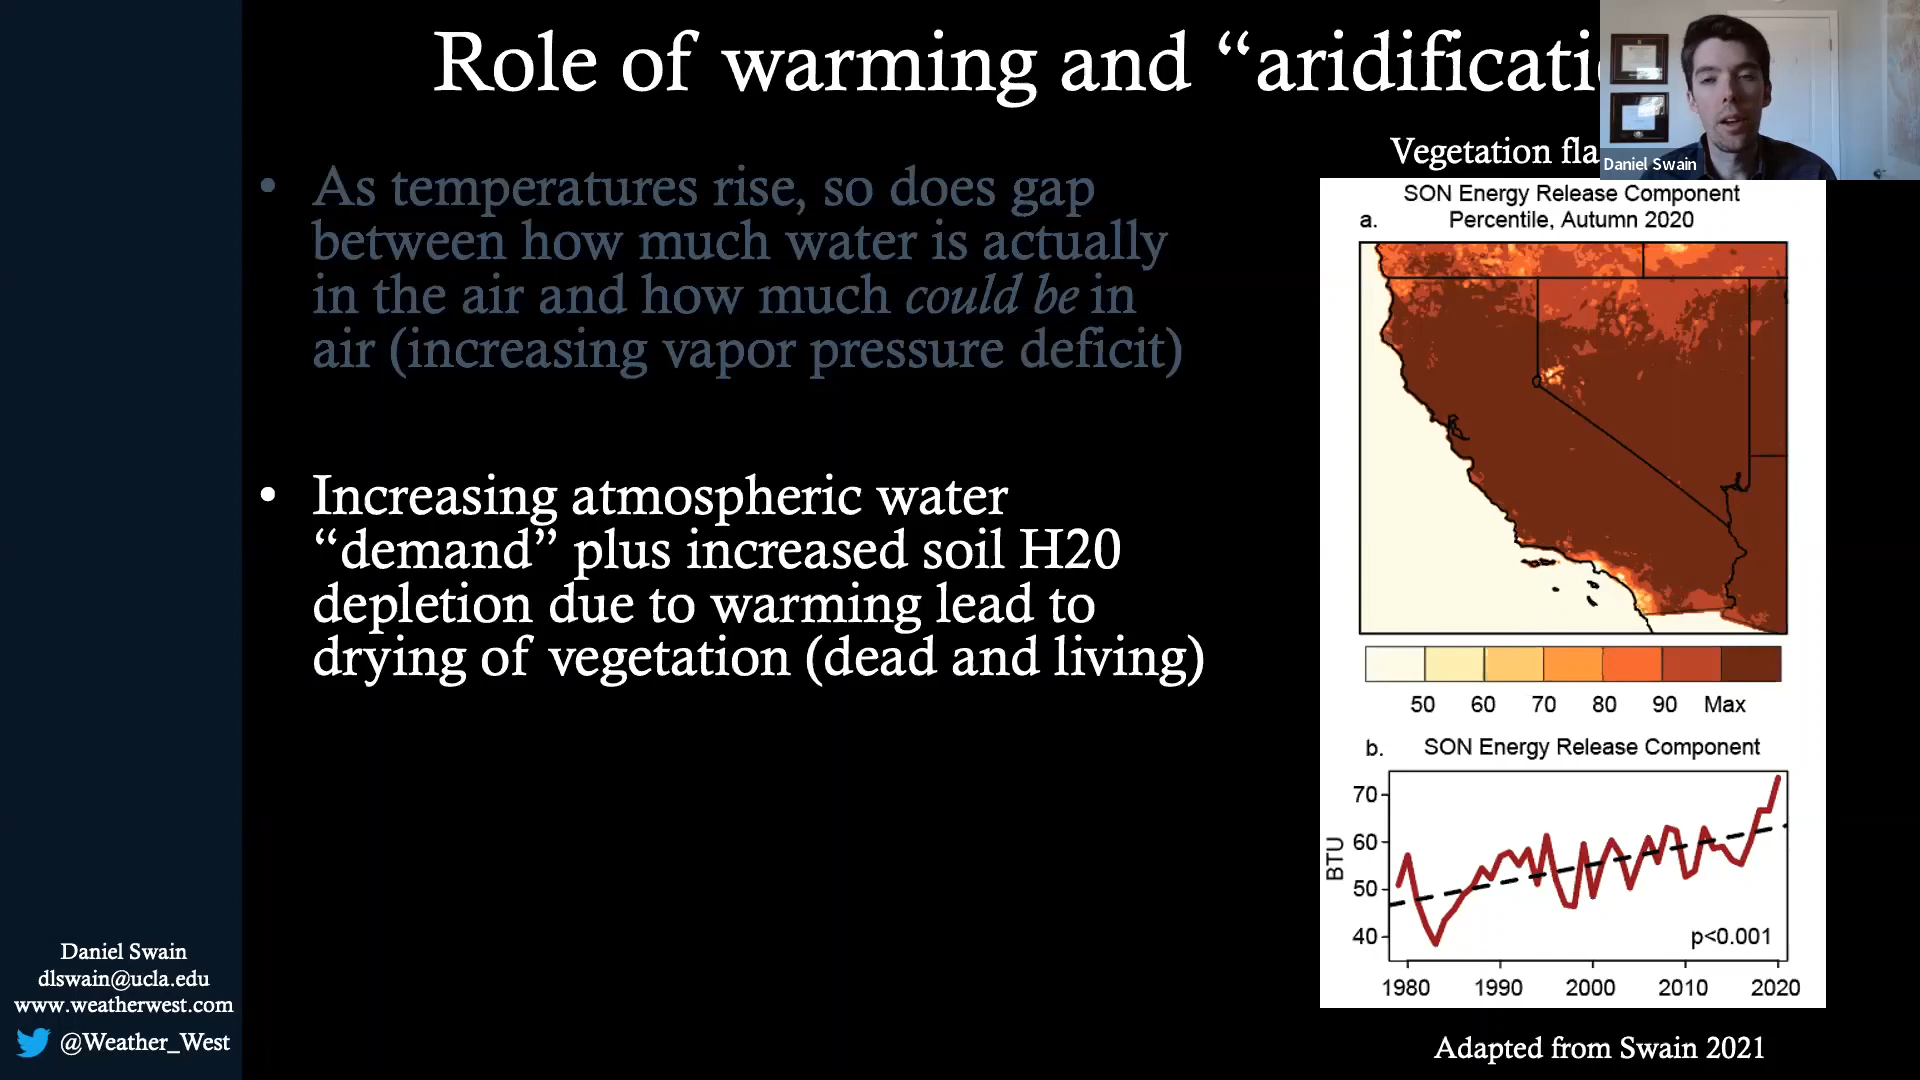 Role of warming and “aridificati
Vegetation fla
Daniel Swain
• As temperatures rise, so does gap
between how much water is actually
in the air and how much could be in
air (increasing vapor pressure deficit)
• Increasing atmospheric water
“demand” plus increased soil H20
depletion due to warming lead to
drying of vegetation (dead and living)
SON Energy Release Component
a. Percentile, Autumn 2020
50 60 70 80 90 Max
b. SON Energy Release Component
70
60
50
40
BTU
p<0.001
1980 1990 2000 2010 2020
Adapted from Swain 2021
Daniel Swain
dlswain@ucla.edu
www.weatherwest.com
@Weather_West